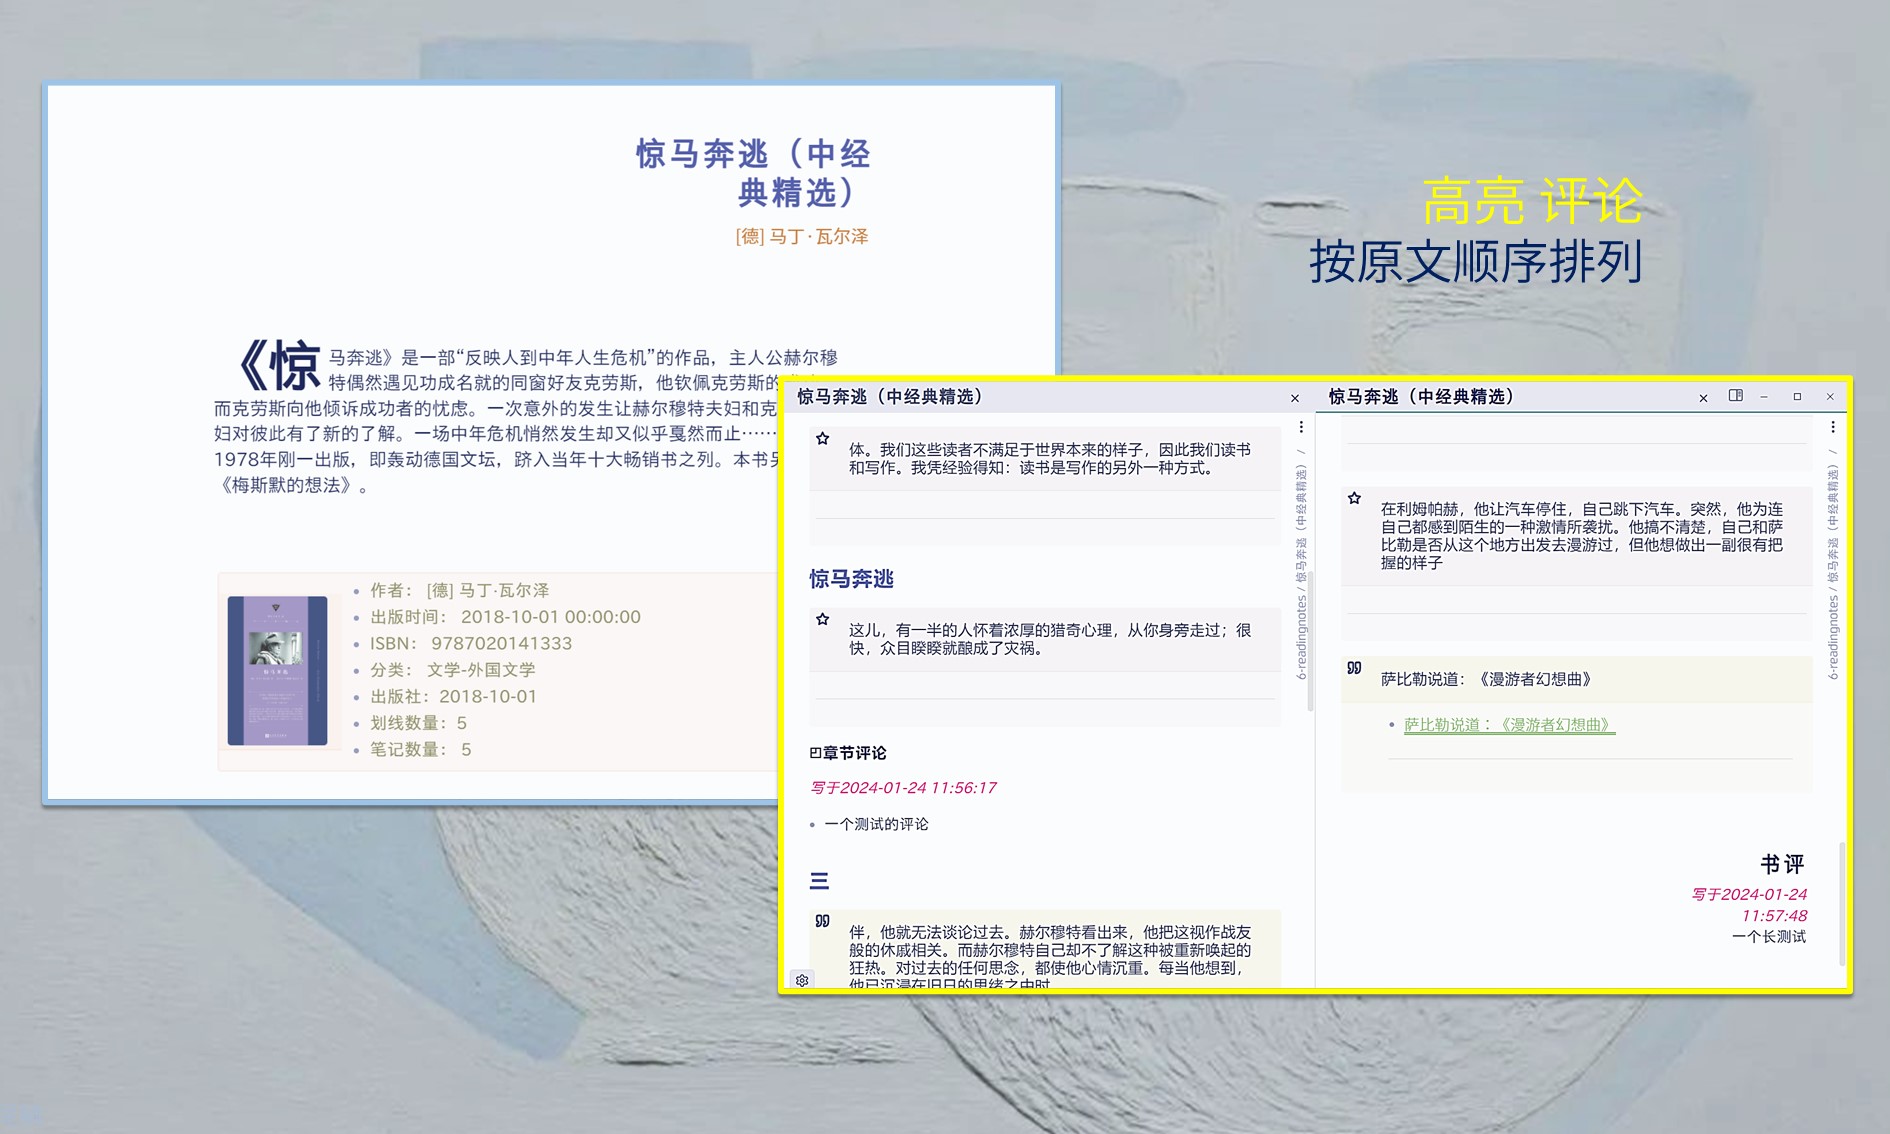 惊马奔逃（中经
典精选）
[德] 马丁·瓦尔泽
《惊
马奔逃》是一部“反映人到中年人生危机”的作品，主人公赫尔穆
特偶然遇见功成名就的同窗好友克劳斯，他钦佩克劳斯的
而克劳斯向他倾诉成功者的忧虑。一次意外的发生让赫尔穆特夫妇和克
妇对彼此有了新的了解。一场中年危机悄然发生却又似乎戛然而止……
1978年刚一出版，即轰动德国文坛，跻入当年十大畅销书之列。本书另
《梅斯默的想法》。
作者： [德] 马丁·瓦尔泽
出版时间： 2018-10-01 00:00:00
ISBN： 9787020141333
分类： 文学-外国文学
出版社：2018-10-01
划线数量：5
笔记数量： 5
高亮 评论
按原文顺序排列
惊马奔逃（中经典精选）
体。我们这些读者不满足于世界本来的样子，因此我们读书
和写作。我凭经验得知：读书是写作的另外一种方式。
惊马奔逃
这儿，有一半的人怀着浓厚的猎奇心理，从你身旁走过；很
快，众目睽睽就酿成了灾祸。
章节评论
写于2024-01-24 11:56:17
一个测试的评论
三
伴，他就无法谈论过去。赫尔穆特看出来，他把这视作战友
般的休戚相关。而赫尔穆特自己却不了解这种被重新唤起的
狂热。对过去的任何思念，都使他心情沉重。每当他想到，
他已沉浸在旧日的思绪之中时
6-readingnotes / 惊马奔逃（中经典精选） /
惊马奔逃（中经典精选）
在利姆帕赫，他让汽车停住，自己跳下汽车。突然，他为连
自己都感到陌生的一种激情所袭扰。他搞不清楚，自己和萨
比勒是否从这个地方出发去漫游过，但他想做出一副很有把
握的样子
萨比勒说道：《漫游者幻想曲》
萨比勒说道：《漫游者幻想曲》
书评
写于2024-01-24
11:57:48
一个长测试
6-readingnotes / 惊马奔逃（中经典精选） /